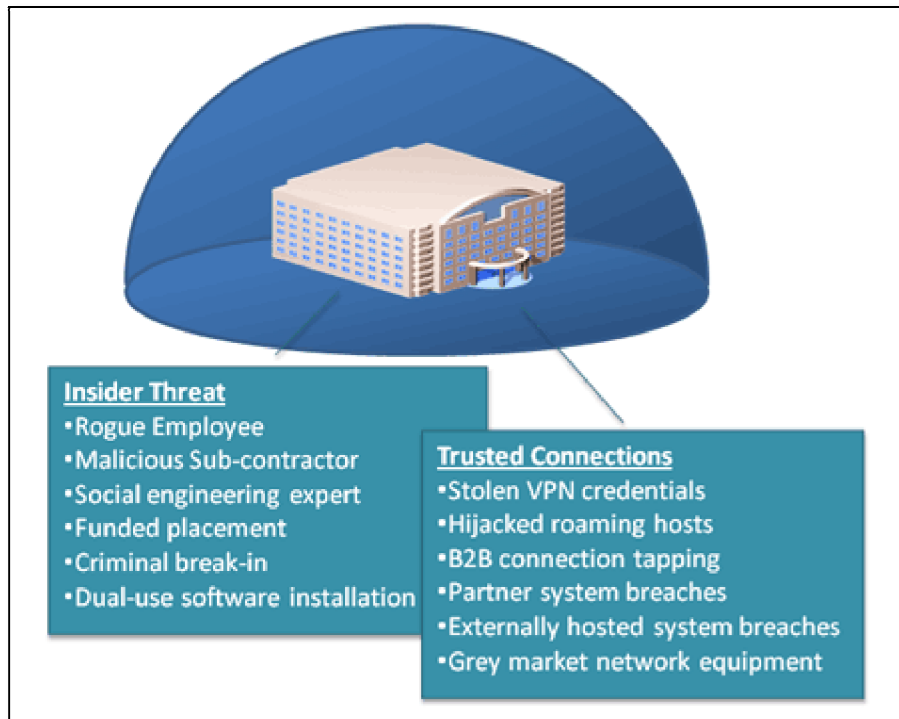 Insider Threat
•Rogue Employee
•Malicious Sub-contractor
•Social engineering expert
•Funded placement
•Criminal break-in
•Dual-use software installation
Trusted Connections
•Stolen VPN credentials
•Hijacked roaming hosts
•B2B connection tapping
•Partner system breaches
•Externally hosted system breaches
•Grey market network equipment